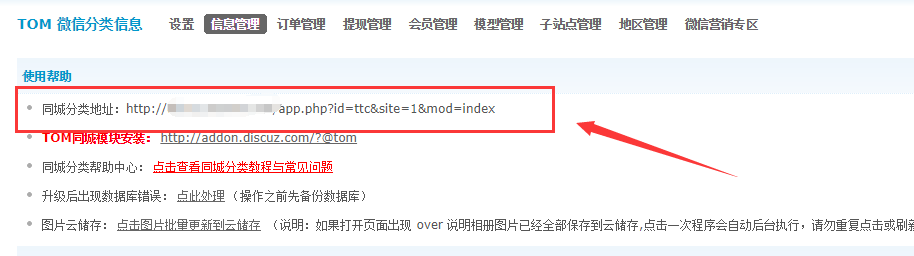 TOM 微信分类信息 设置 信息管理 订单管理 提现管理 会员管理 模型管理 子站点管理 地区管理 微信营销专区
使用帮助
同城分类地址：http:// /app.php?id=ttc&site=1&mod=index
TOM同城模块安装： http://addon.discuz.com/?@tom
同城分类帮助中心：点击查看同城分类教程与常见问题
升级后出现数据库错误：点此处理（操作之前先备份数据库）
图片云储存：点击图片批量更新到云储存 （说明：如果打开页面出现 over 说明相册图片已经全部保存到云储存,点击一次程序会自动后台执行，请勿重复点击或刷新